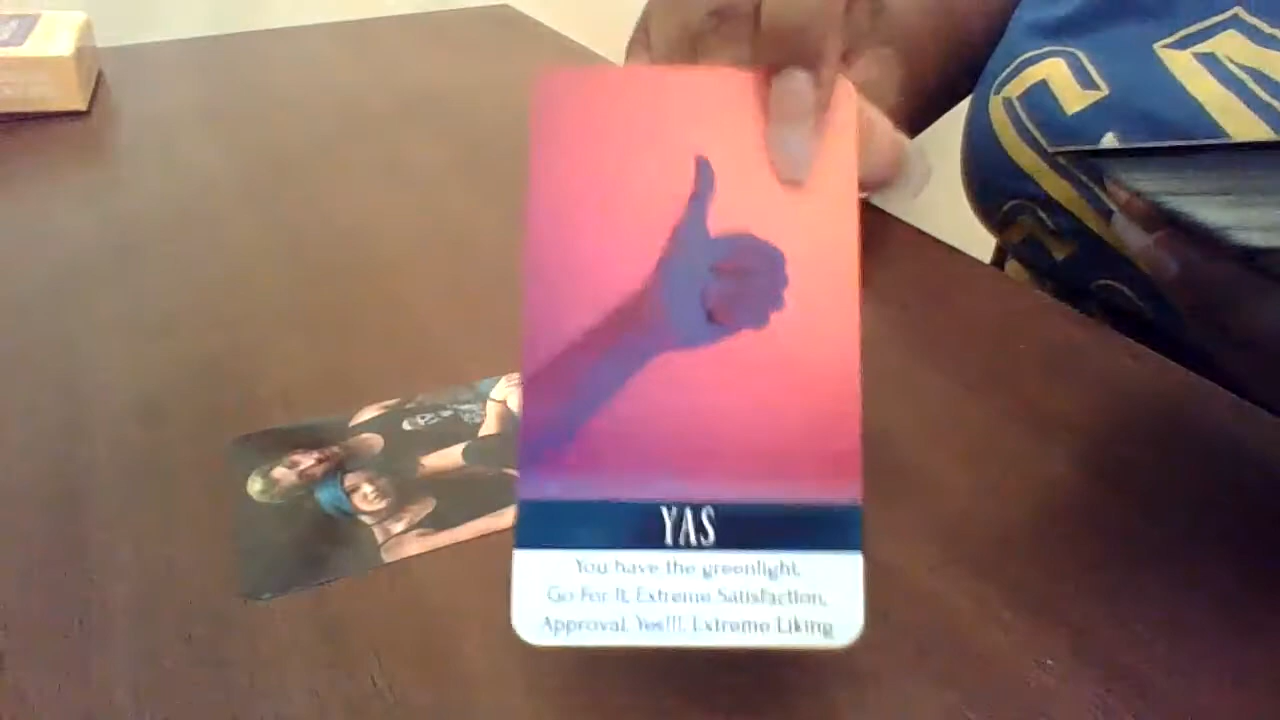 YAS
You have the greenlight,
Go For It, Extreme Satisfaction,
Approval, Yes!!!, Extreme Liking